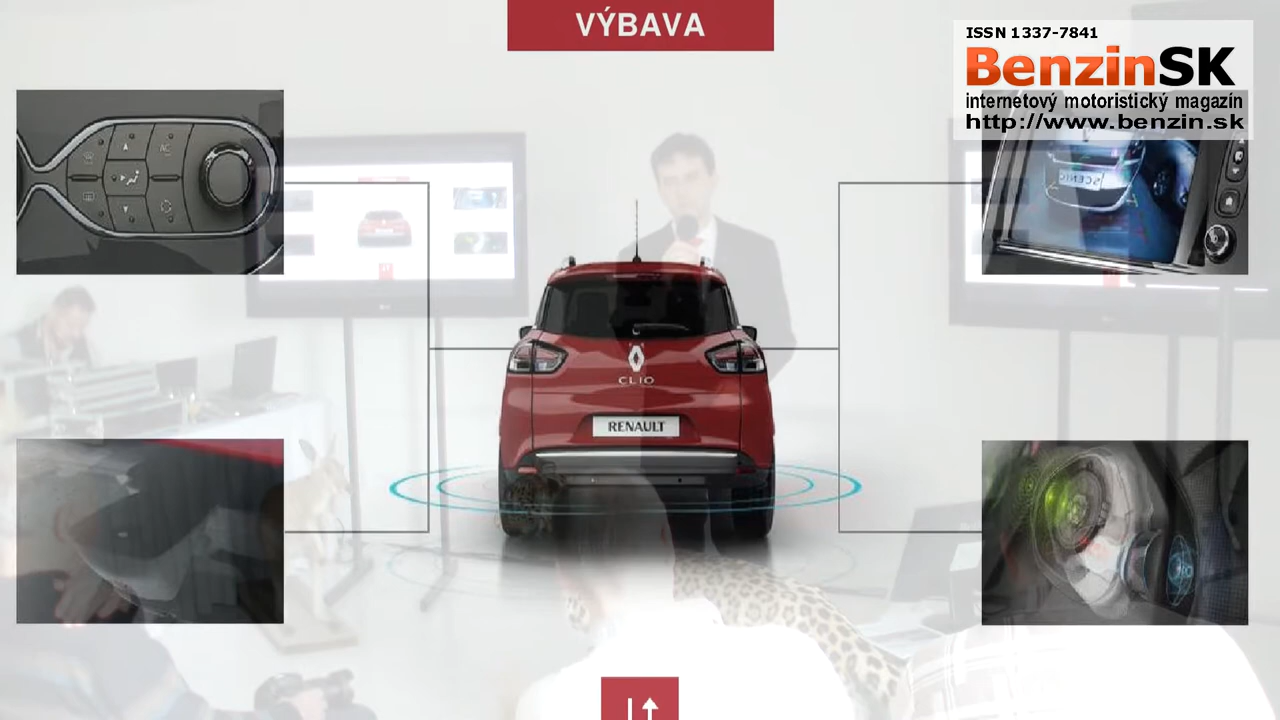 VÝBAVA
ISSN 1337-7841
BenzinSK
internetový motoristický magazín
http://www.benzin.sk
AC
SCENIC
CLIO
RENAULT